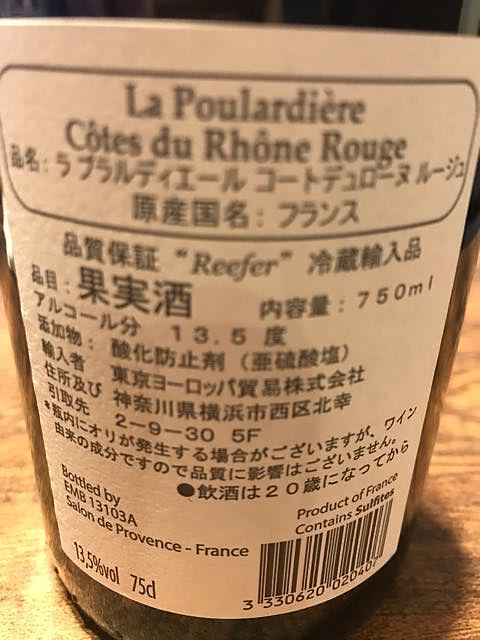 La Poulardière
Côtes du Rhône Rouge
品名：ラ プラルディエール コートデュローヌ ルージュ
原産国名：フランス
品質保証 “Reefer” 冷蔵輸入品
品目：果実酒 内容量：750ml
アルコール分 13.5度
添加物：酸化防止剤（亜硫酸塩）
輸入者 東京ヨーロッパ貿易株式会社
住所及び 神奈川県横浜市西区北幸
引取先 2-9-30 5F
*瓶内にオリが発生する場合がございますが、ワイン
由来の成分ですので品質に影響はございません。
●飲酒は20歳になってから
Bottled by
EMB 13103A
Salon de Provence - France
Product of France
Contains Sulfites
13,5%vol 75cl
3 330620 020407